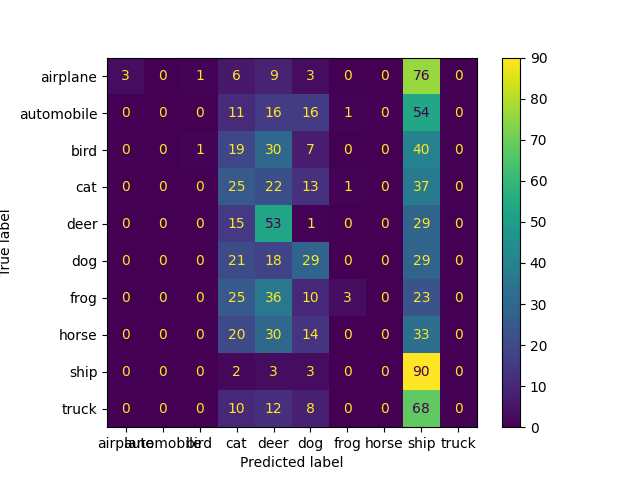 airplane 3 0 1 6 9 3 0 0 76 0
automobile 0 0 0 11 16 16 1 0 54 0
bird 0 0 1 19 30 7 0 0 40 0
cat 0 0 0 25 22 13 1 0 37 0
deer 0 0 0 15 53 1 0 0 29 0
dog 0 0 0 21 18 29 0 0 29 0
frog 0 0 0 25 36 10 3 0 23 0
horse 0 0 0 20 30 14 0 0 33 0
ship 0 0 0 2 3 3 0 0 90 0
truck 0 0 0 10 12 8 0 0 68 0
airplane automobile bird cat deer dog frog horse ship truck
Predicted label
True label
90
80
70
60
50
40
30
20
10
0